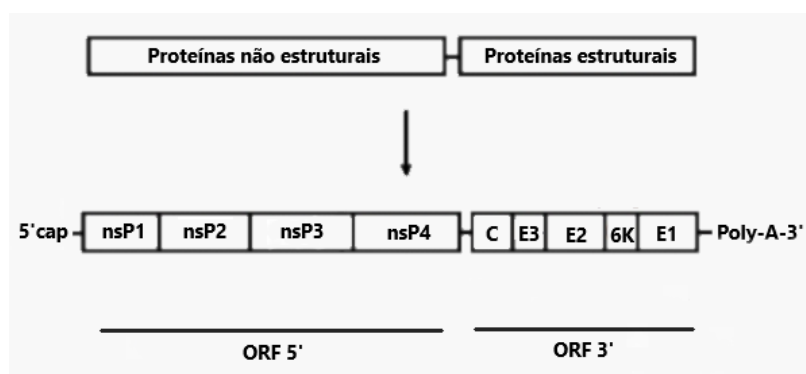 Proteínas não estruturais Proteínas estruturais
5'cap nsP1 nsP2 nsP3 nsP4 C E3 E2 6K E1 Poly-A-3'
ORF 5' ORF 3'